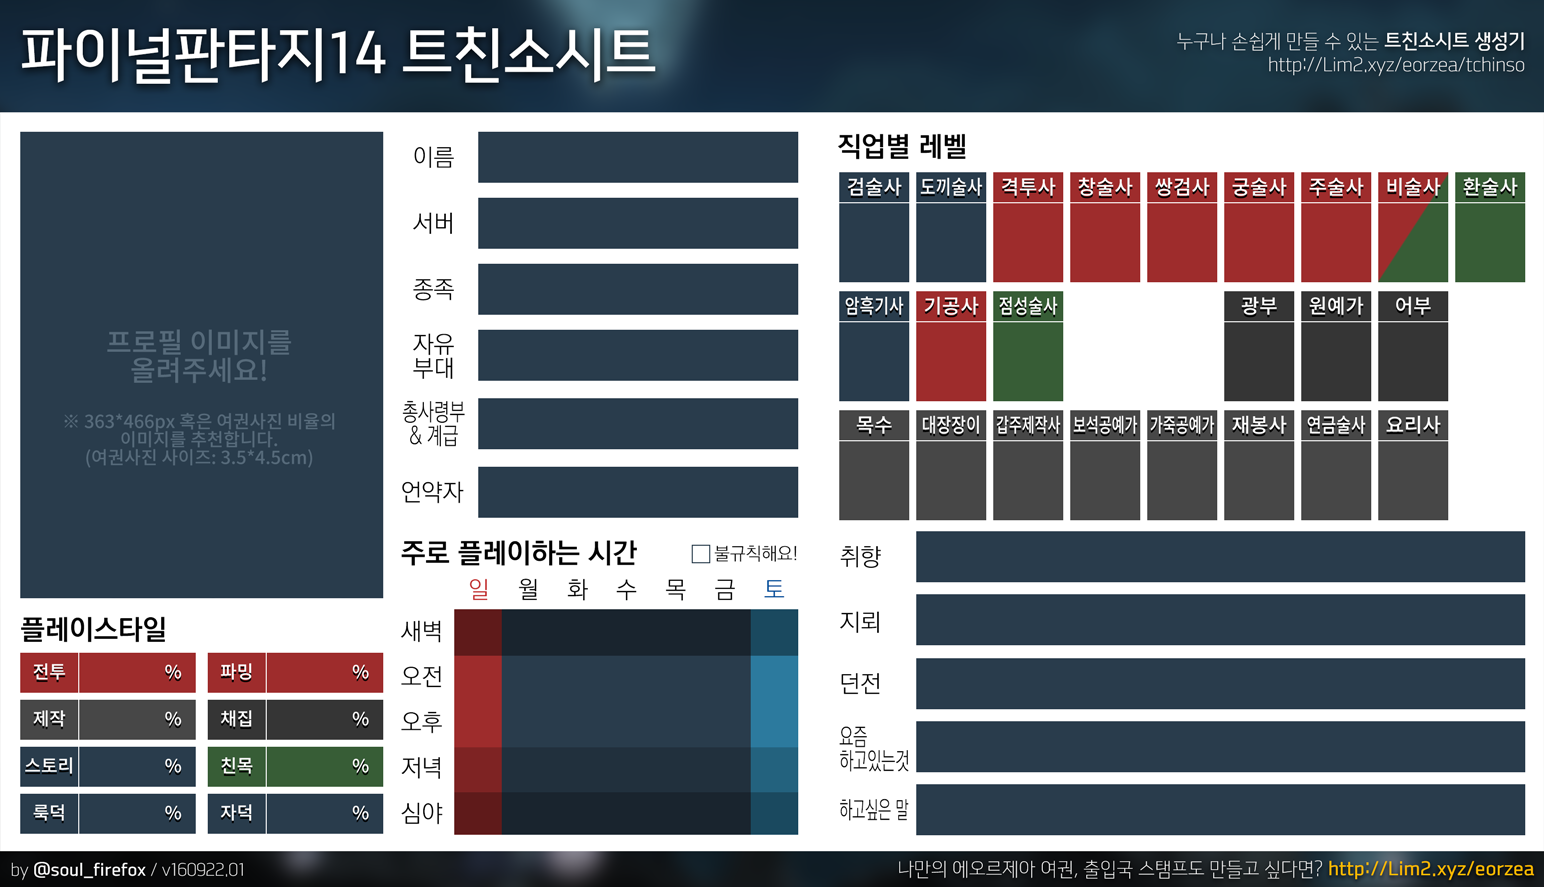 파이널판타지14 트친소시트
누구나 손쉽게 만들 수 있는 트친소시트 생성기
http://Lim2.xyz/eorzea/tchinso
프로필 이미지를
올려주세요!
※ 363*466px 혹은 여권사진 비율의
이미지를 추천합니다.
(여권사진 사이즈: 3.5*4.5cm)
플레이스타일
전투 % 파밍 %
제작 % 채집 %
스토리 % 친목 %
룩덕 % 자덕 %
이름
서버
종족
자유
부대
총사령부
& 계급
언약자
주로 플레이하는 시간 불규칙해요!
일 월 화 수 목 금 토
새벽
오전
오후
저녁
심야
직업별 레벨
검술사 도끼술사 격투사 창술사 쌍검사 궁술사 주술사 비술사 환술사
암흑기사 기공사 점성술사 광부 원예가 어부
목수 대장장이 갑주제작사 보석공예가 가죽공예가 재봉사 연금술사 요리사
취향
지뢰
던전
요즘
하고있는것
하고싶은 말
by @soul_firefox / v160922.01
나만의 에오르제아 여권, 출입국 스탬프도 만들고 싶다면? http://Lim2.xyz/eorzea